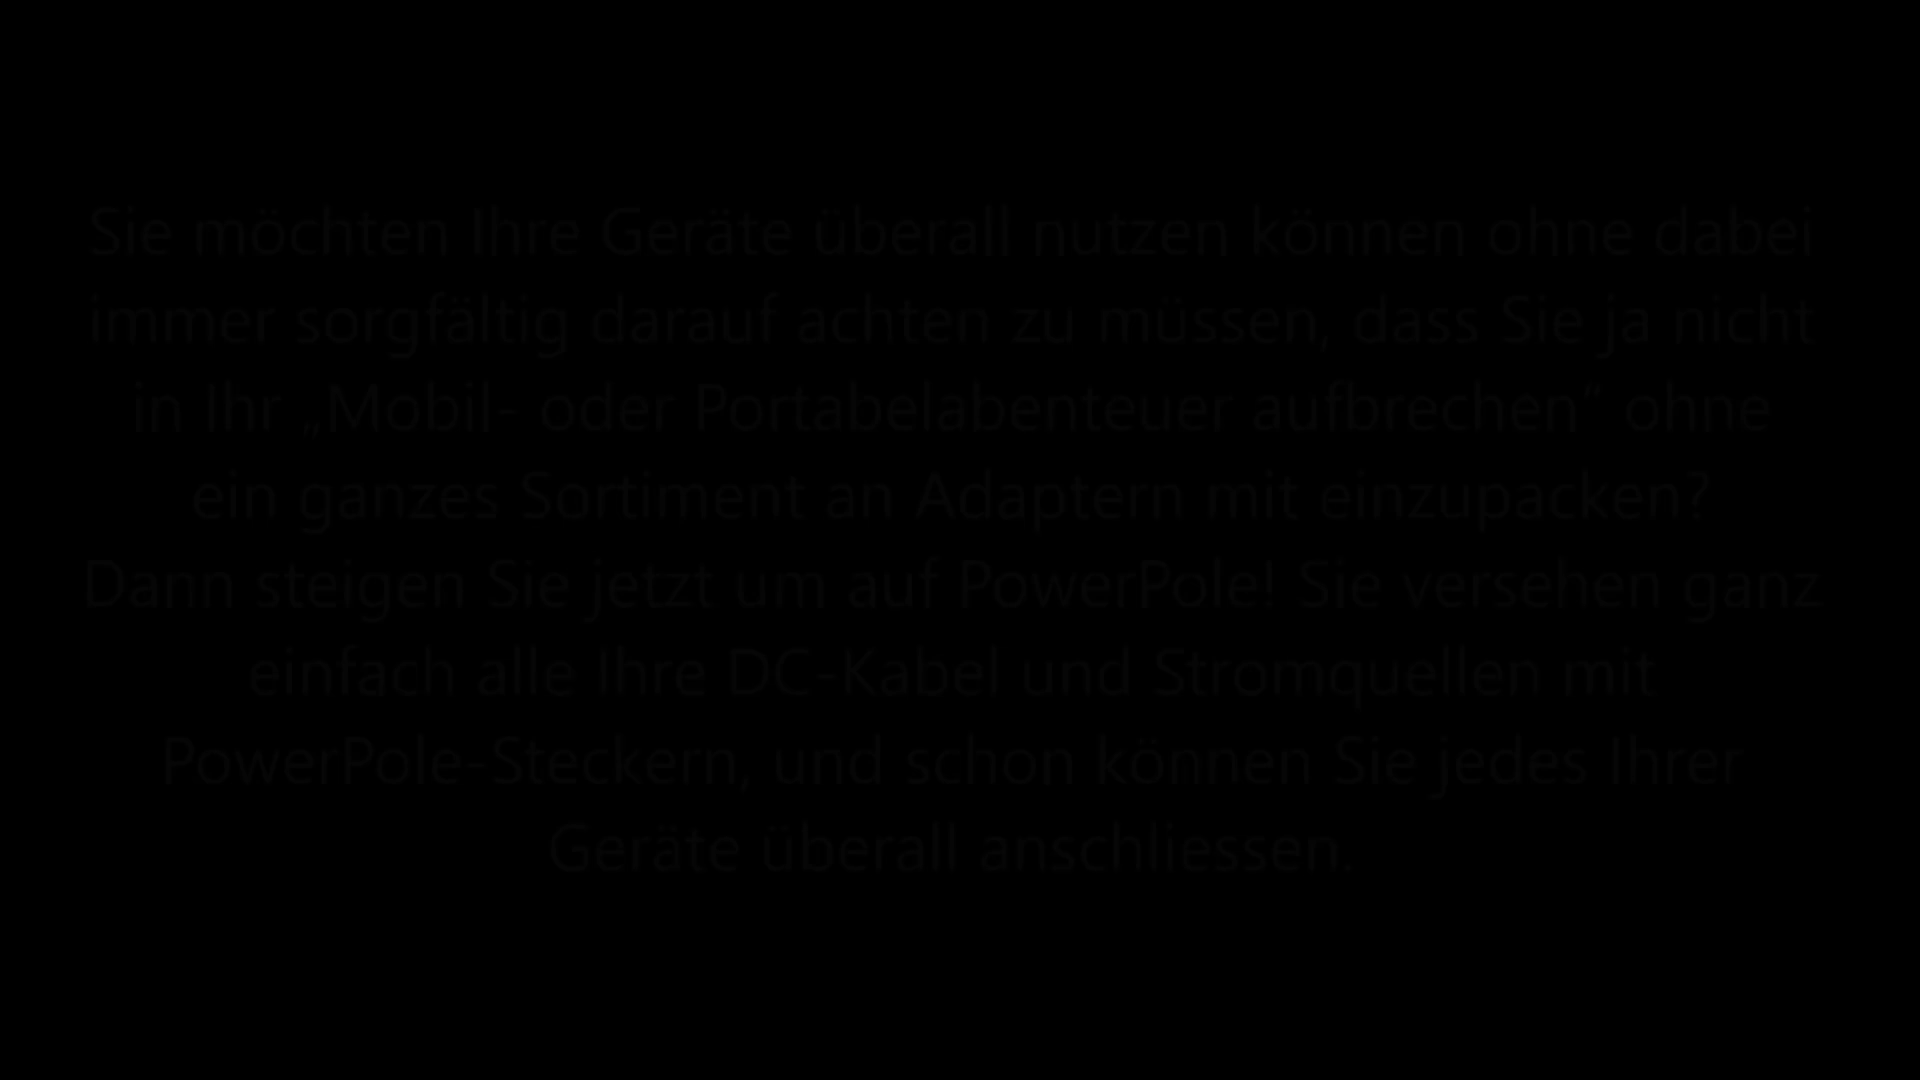 Sie möchten Ihre Geräte überall nutzen können ohne dabei
immer sorgfältig darauf achten zu müssen, dass Sie ja nicht
in Ihr „Mobil- oder Portabelabenteuer aufbrechen“ ohne
ein ganzes Sortiment an Adaptern mit einzupacken?
Dann steigen Sie jetzt um auf PowerPole! Sie versehen ganz
einfach alle Ihre DC-Kabel und Stromquellen mit
PowerPole-Steckern, und schon können Sie jedes Ihrer
Geräte überall anschliessen.